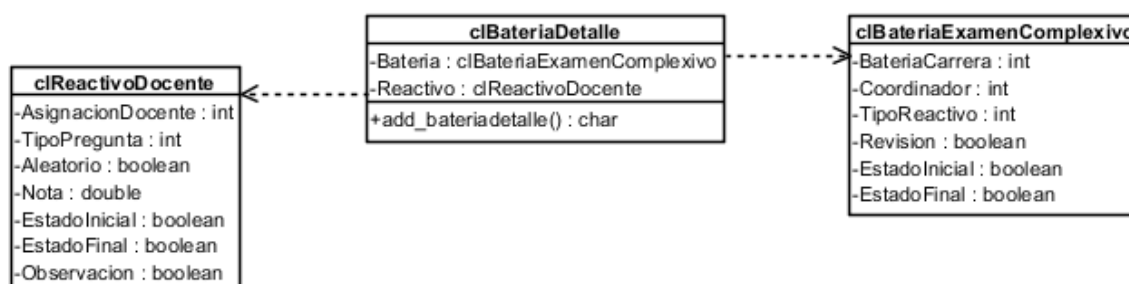 clReactivoDocente
-AsignacionDocente : int
-TipoPregunta : int
-Aleatorio : boolean
-Nota : double
-EstadoInicial : boolean
-EstadoFinal : boolean
-Observacion : boolean
clBateriaDetalle
-Bateria : clBateriaExamenComplexivo
-Reactivo : clReactivoDocente
+add_bateriadetalle() : char
clBateriaExamenComplexivo
-BateriaCarrera : int
-Coordinador : int
-TipoReactivo : int
-Revision : boolean
-EstadoInicial : boolean
-EstadoFinal : boolean